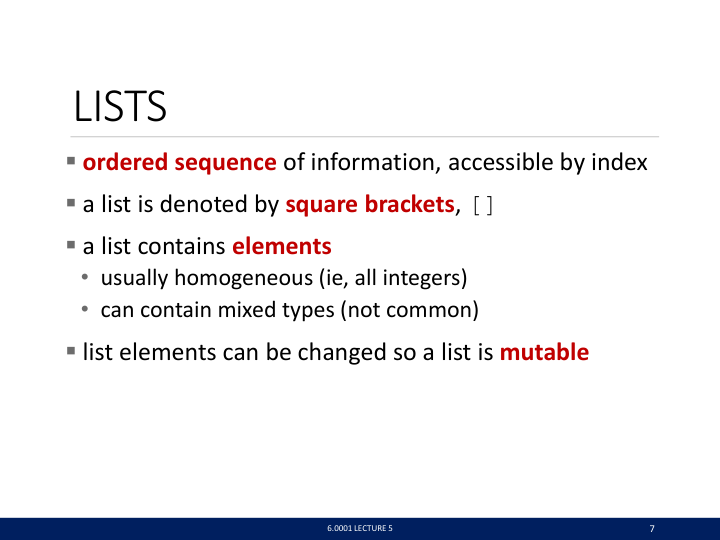 LISTS
▪ ordered sequence of information, accessible by index
▪ a list is denoted by square brackets, []
▪ a list contains elements
• usually homogeneous (ie, all integers)
• can contain mixed types (not common)
▪ list elements can be changed so a list is mutable
6.0001 LECTURE 5
7